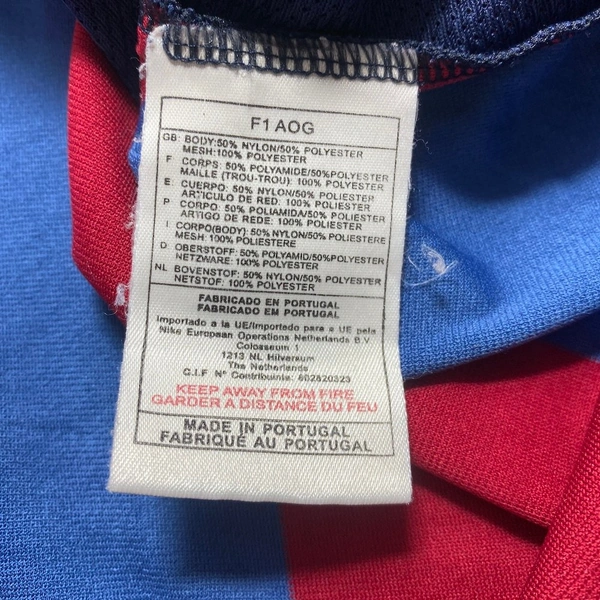 F1 AOG
GB: BODY:50% NYLON/50% POLYESTER
MESH:100% POLYESTER
F CORPS: 50% POLYAMIDE/50% POLYESTER
MAILLE (TROU-TROU): 100% POLYESTER
E CUERPO: 50% NYLON/50% POLIESTER
ARTICULO DE RED: 100% POLIESTER
P CORPO: 50% POLIAMIDA/50% POLIESTER
ARTIGO DE REDE: 100% POLIESTER
I CORPO(BODY): 50% NYLON/50% POLIESTERE
MESH: 100% POLIESTERE
D OBERSTOFF: 50% POLYAMID/50% POLYESTER
NETZWARE: 100% POLYESTER
NL BOVENSTOF: 50% NYLON/50% POLYESTER
NETSTOF: 100% POLYESTER
FABRICADO EN PORTUGAL
FABRICADO EM PORTUGAL
Importado a la UE/Importado para a UE pela
Nike European Operations Netherlands B.V
Colosseum 1
1213 NL Hilversum
The Netherlands
C.I.F Nº Contribuinte: 802820323
KEEP AWAY FROM FIRE
GARDER A DISTANCE DU FEU
MADE IN PORTUGAL
FABRIQUÉ AU PORTUGAL